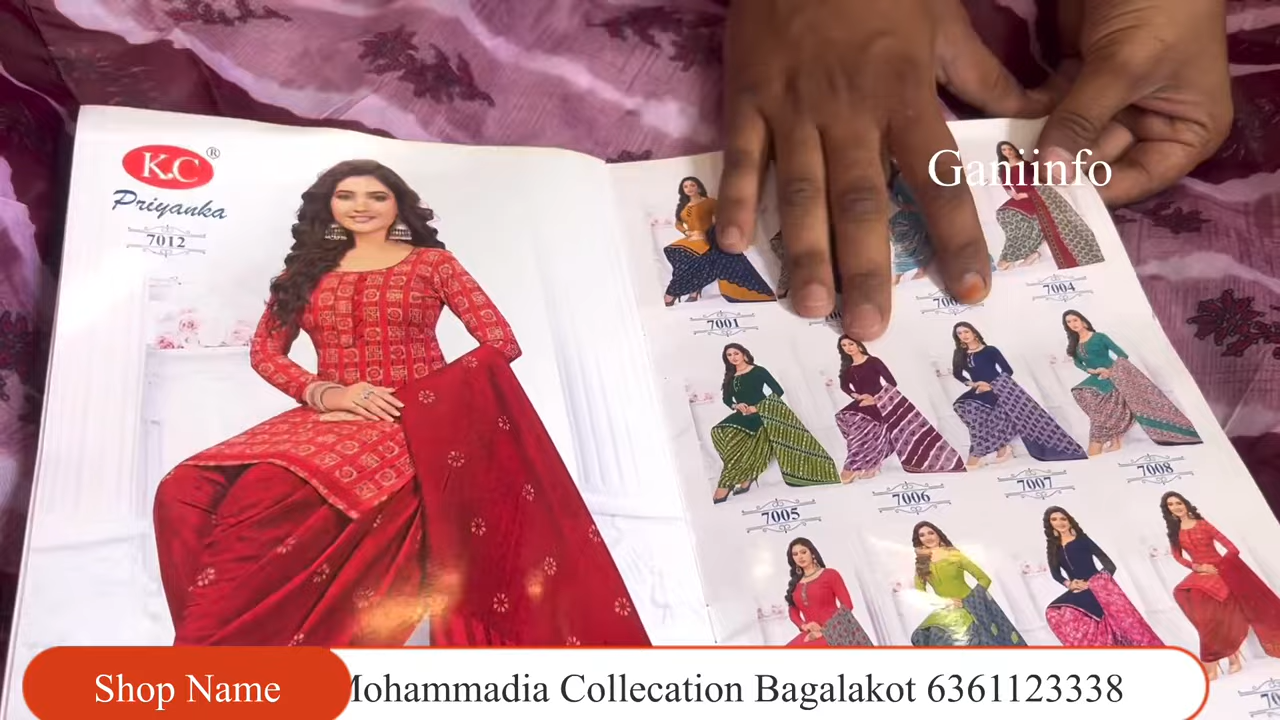 K.C ®
Priyanka
7012
Ganiinfo
7001
7004
7005
7006
7007
7008
Shop Name
Mohammadia Collecation Bagalakot 6361123338